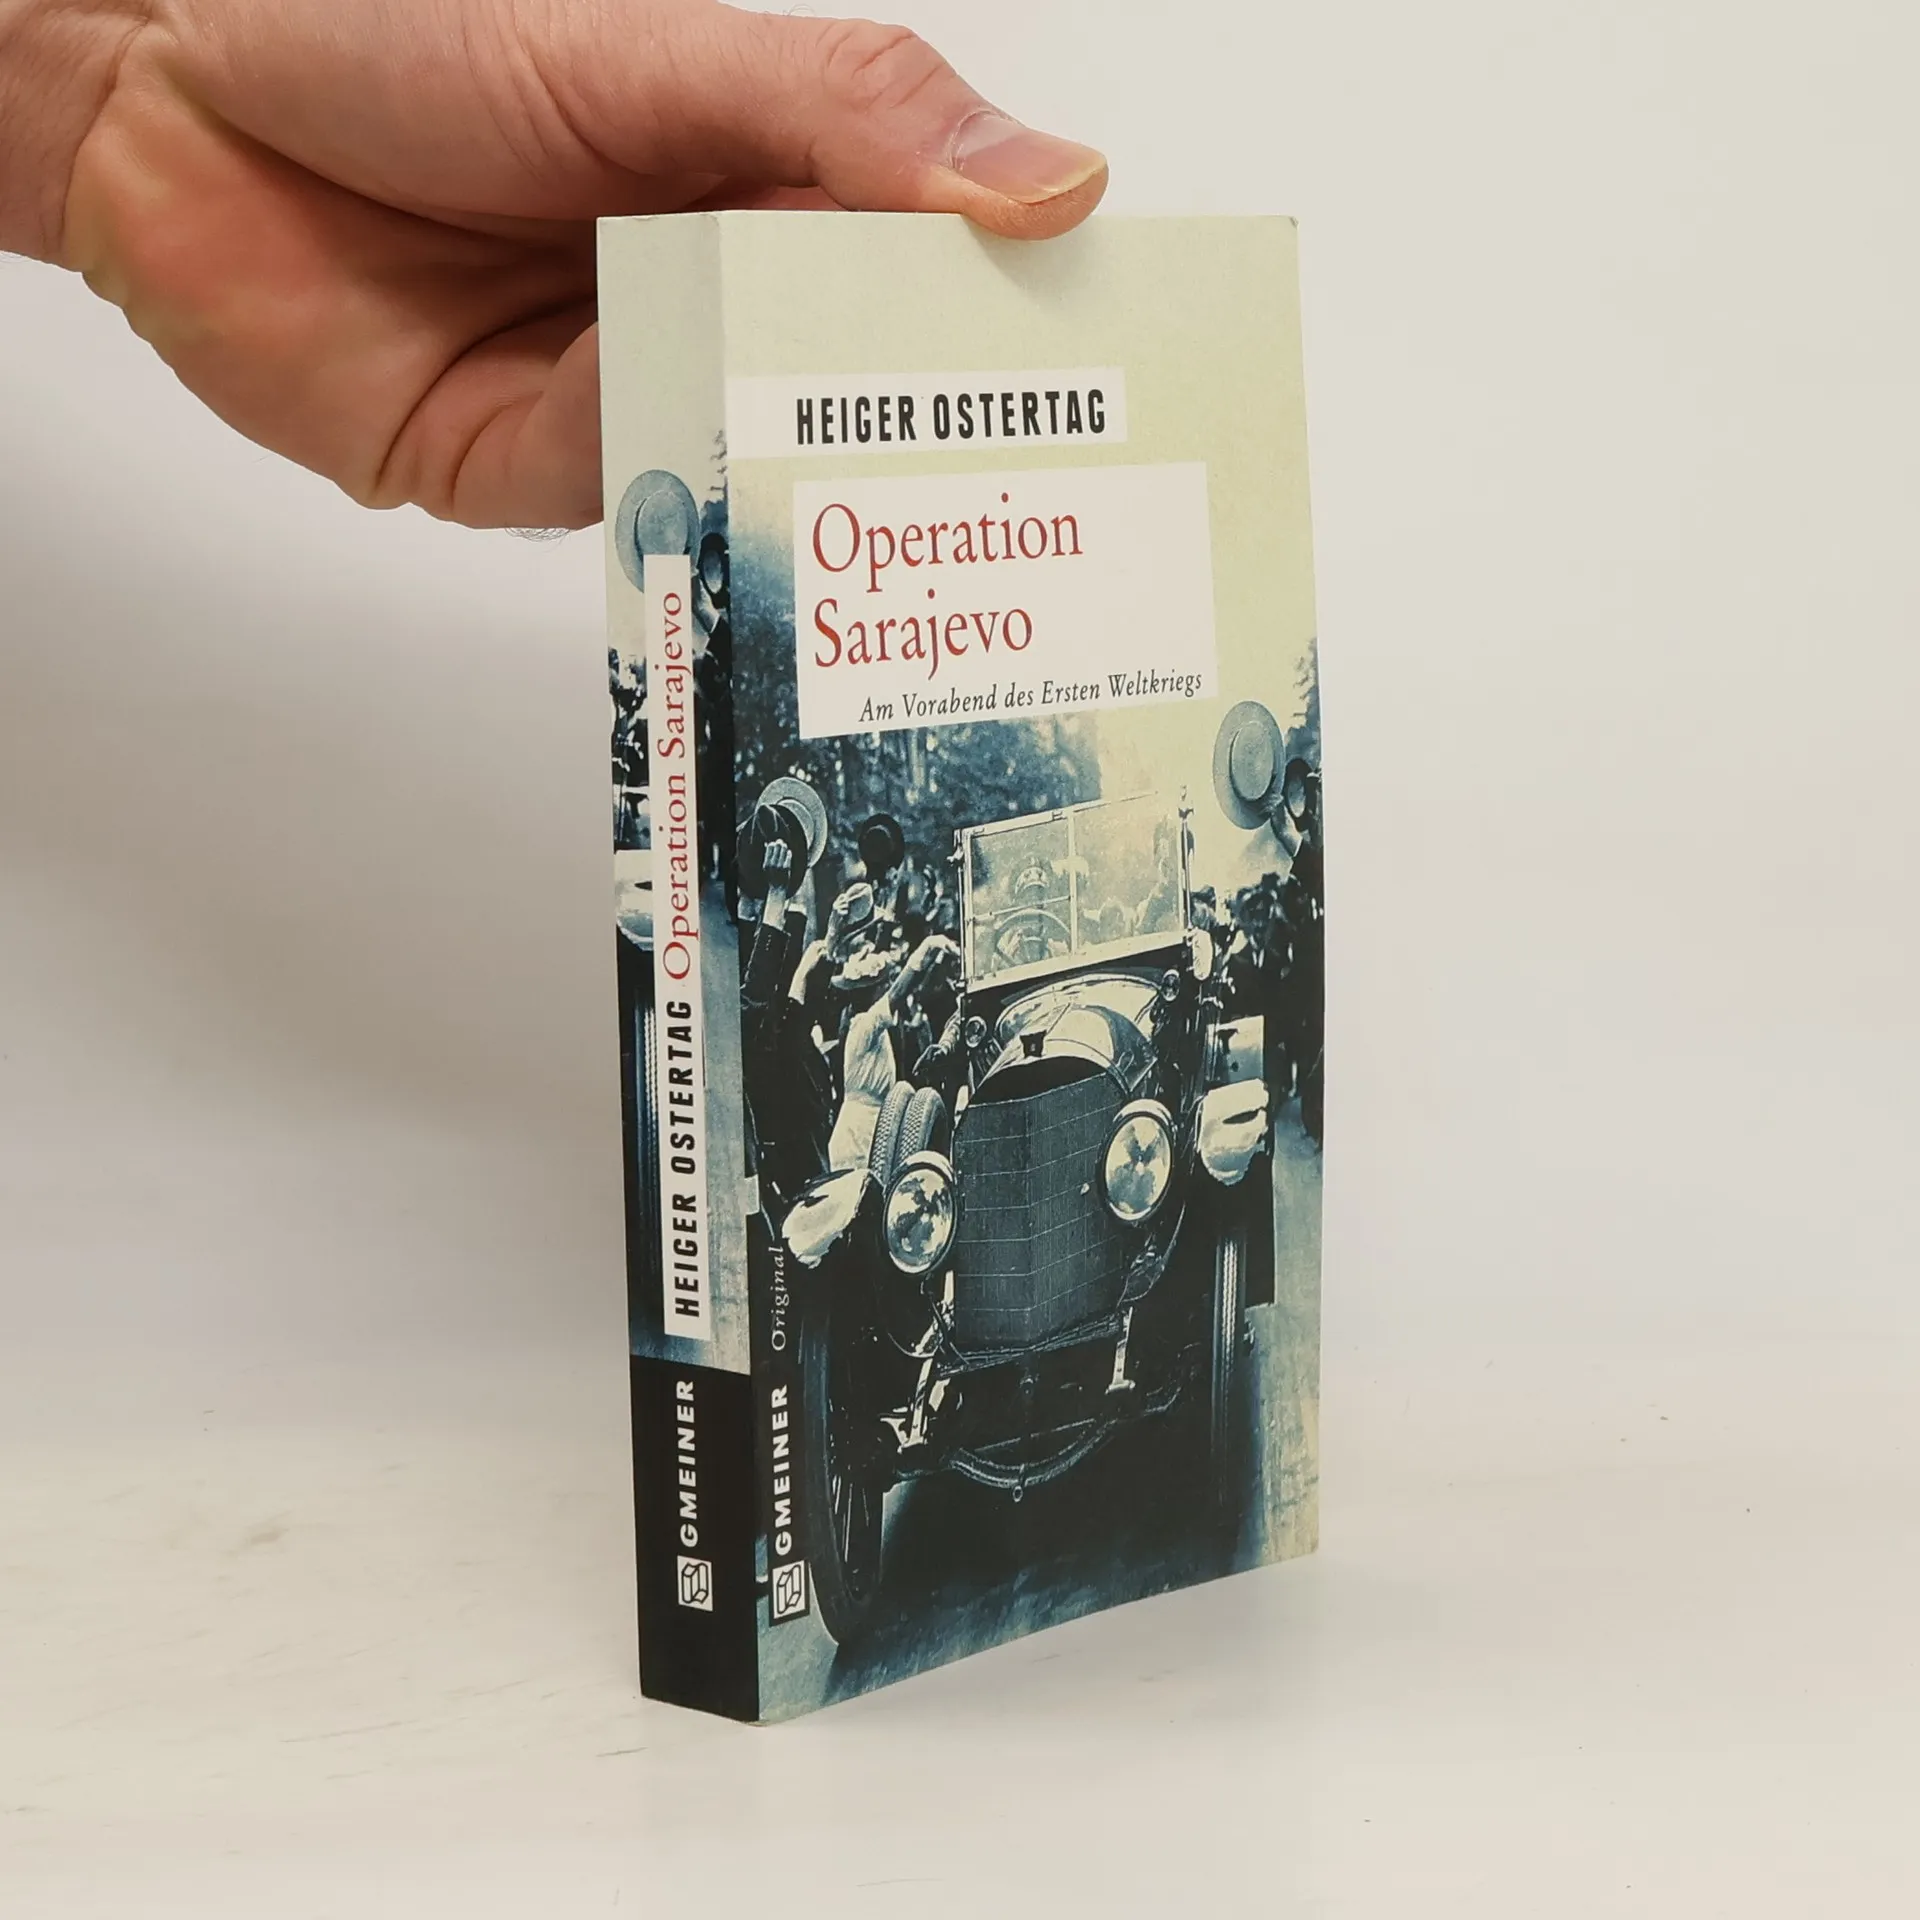 HEIGER OSTERTAG
Operation
Sarajevo
Am Vorabend des Ersten Weltkriegs
Original
GMEINER
HEIGER OSTERTAG Operation Sarajevo
GMEINER